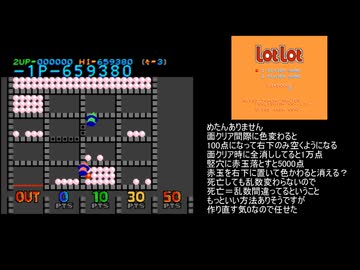 2UP-000000 HI-659380 (ｾ-3)
-1P-659380
OUT 0 PTS 10 PTS 30 PTS 50 PTS
LotLot
めたんありません
面クリア間際に色変わると
100点になって右下のみ空くようになる
面クリア時に全消ししてると1万点
竪穴に赤玉落とすと5000点
赤玉を右下に置いて色かわると消える？
死亡しても乱数変わらないので
死亡＝乱数間違ってるということ
もっといい方法ありそうですが
作り直す気0なので任せた